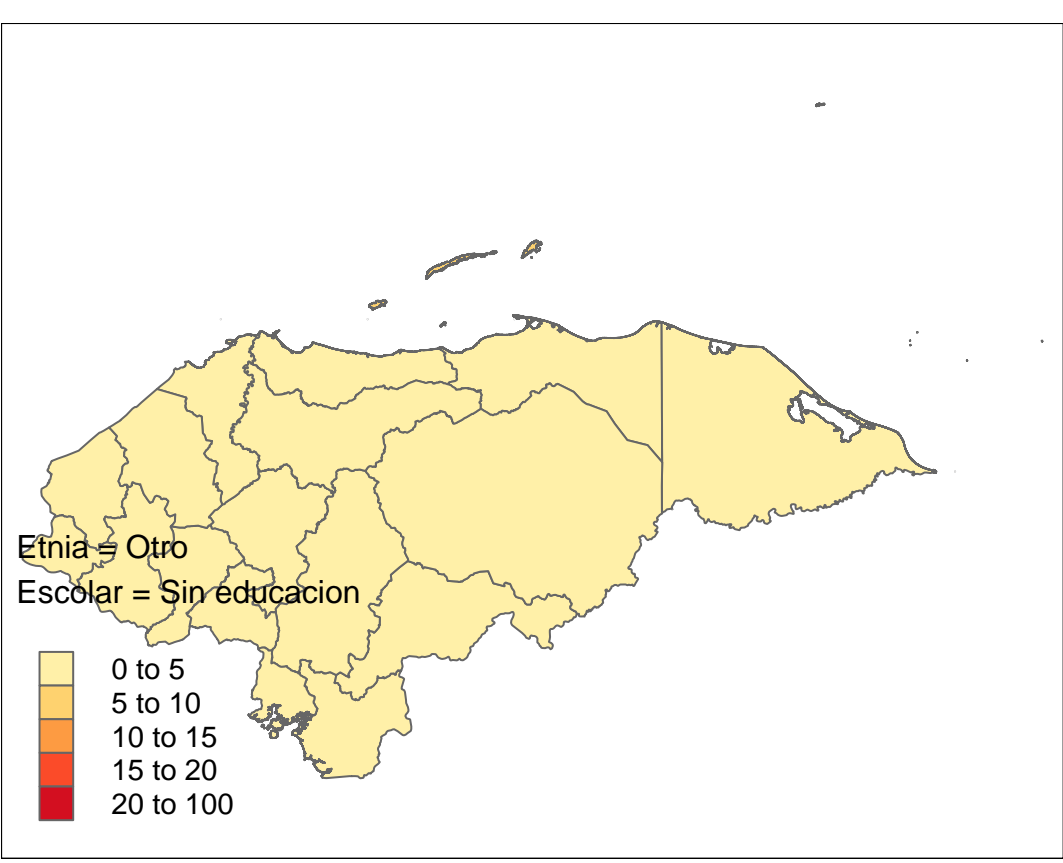 Etnia = Otro
Escolar = Sin educacion
0 to 5
5 to 10
10 to 15
15 to 20
20 to 100